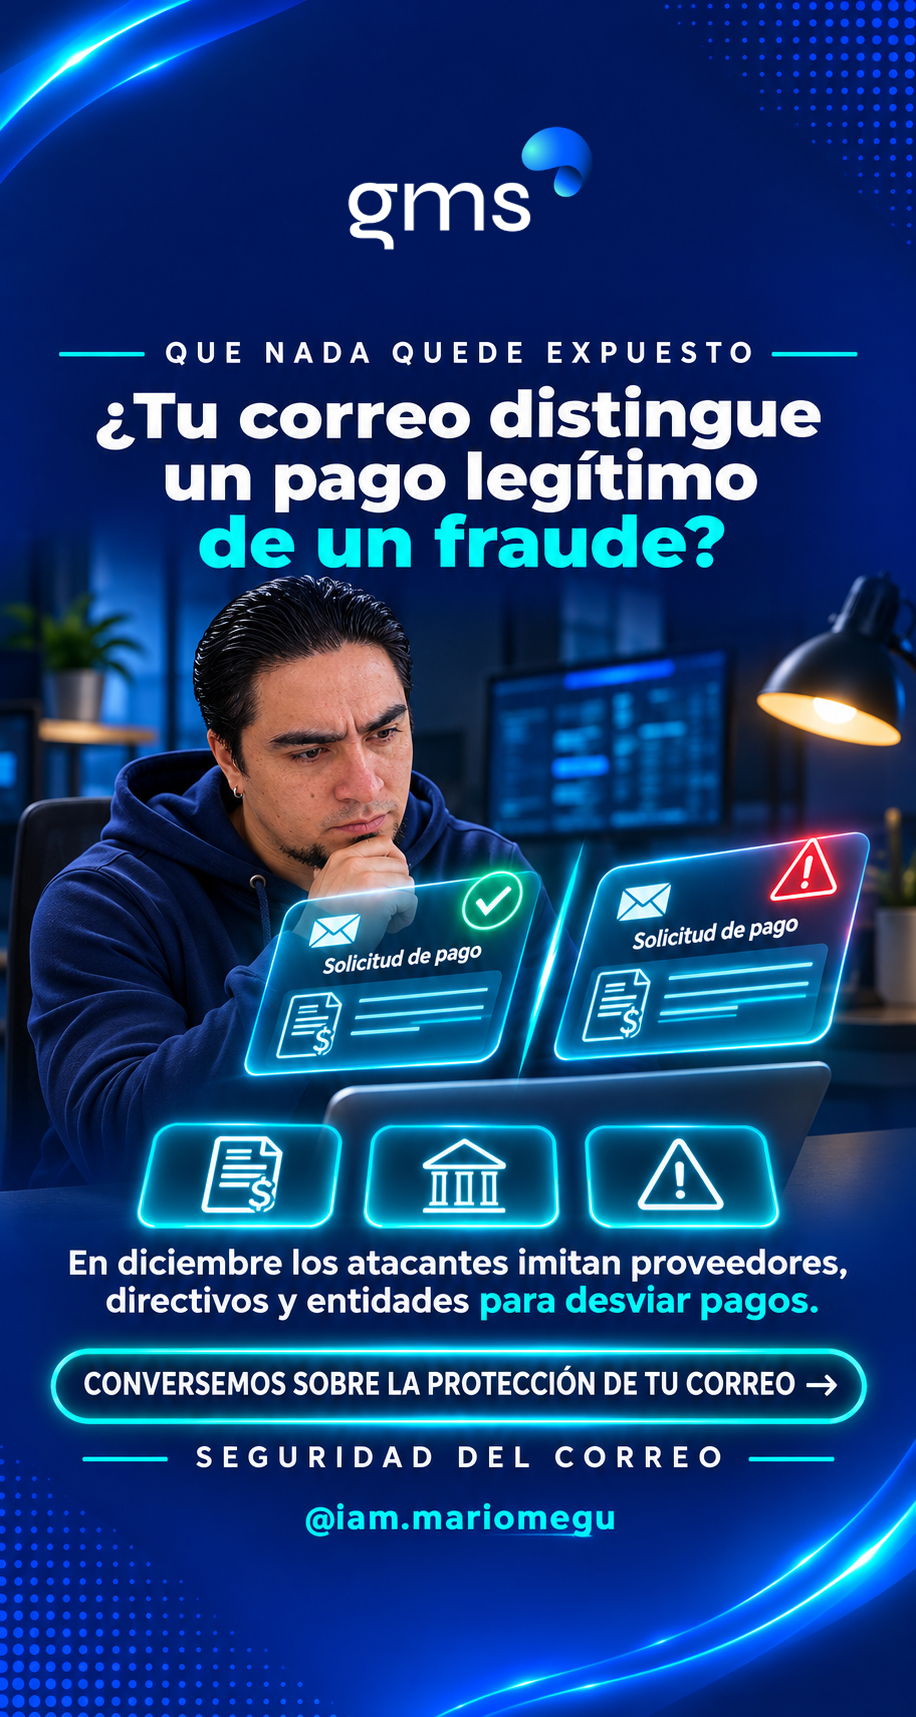 gms
QUE NADA QUEDE EXPUESTO
¿Tu correo distingue
un pago legítimo
de un fraude?
Solicitud de pago
Solicitud de pago
En diciembre los atacantes imitan proveedores,
directivos y entidades para desviar pagos.
CONVERSEMOS SOBRE LA PROTECCIÓN DE TU CORREO →
SEGURIDAD DEL CORREO
@iam.mariomegu